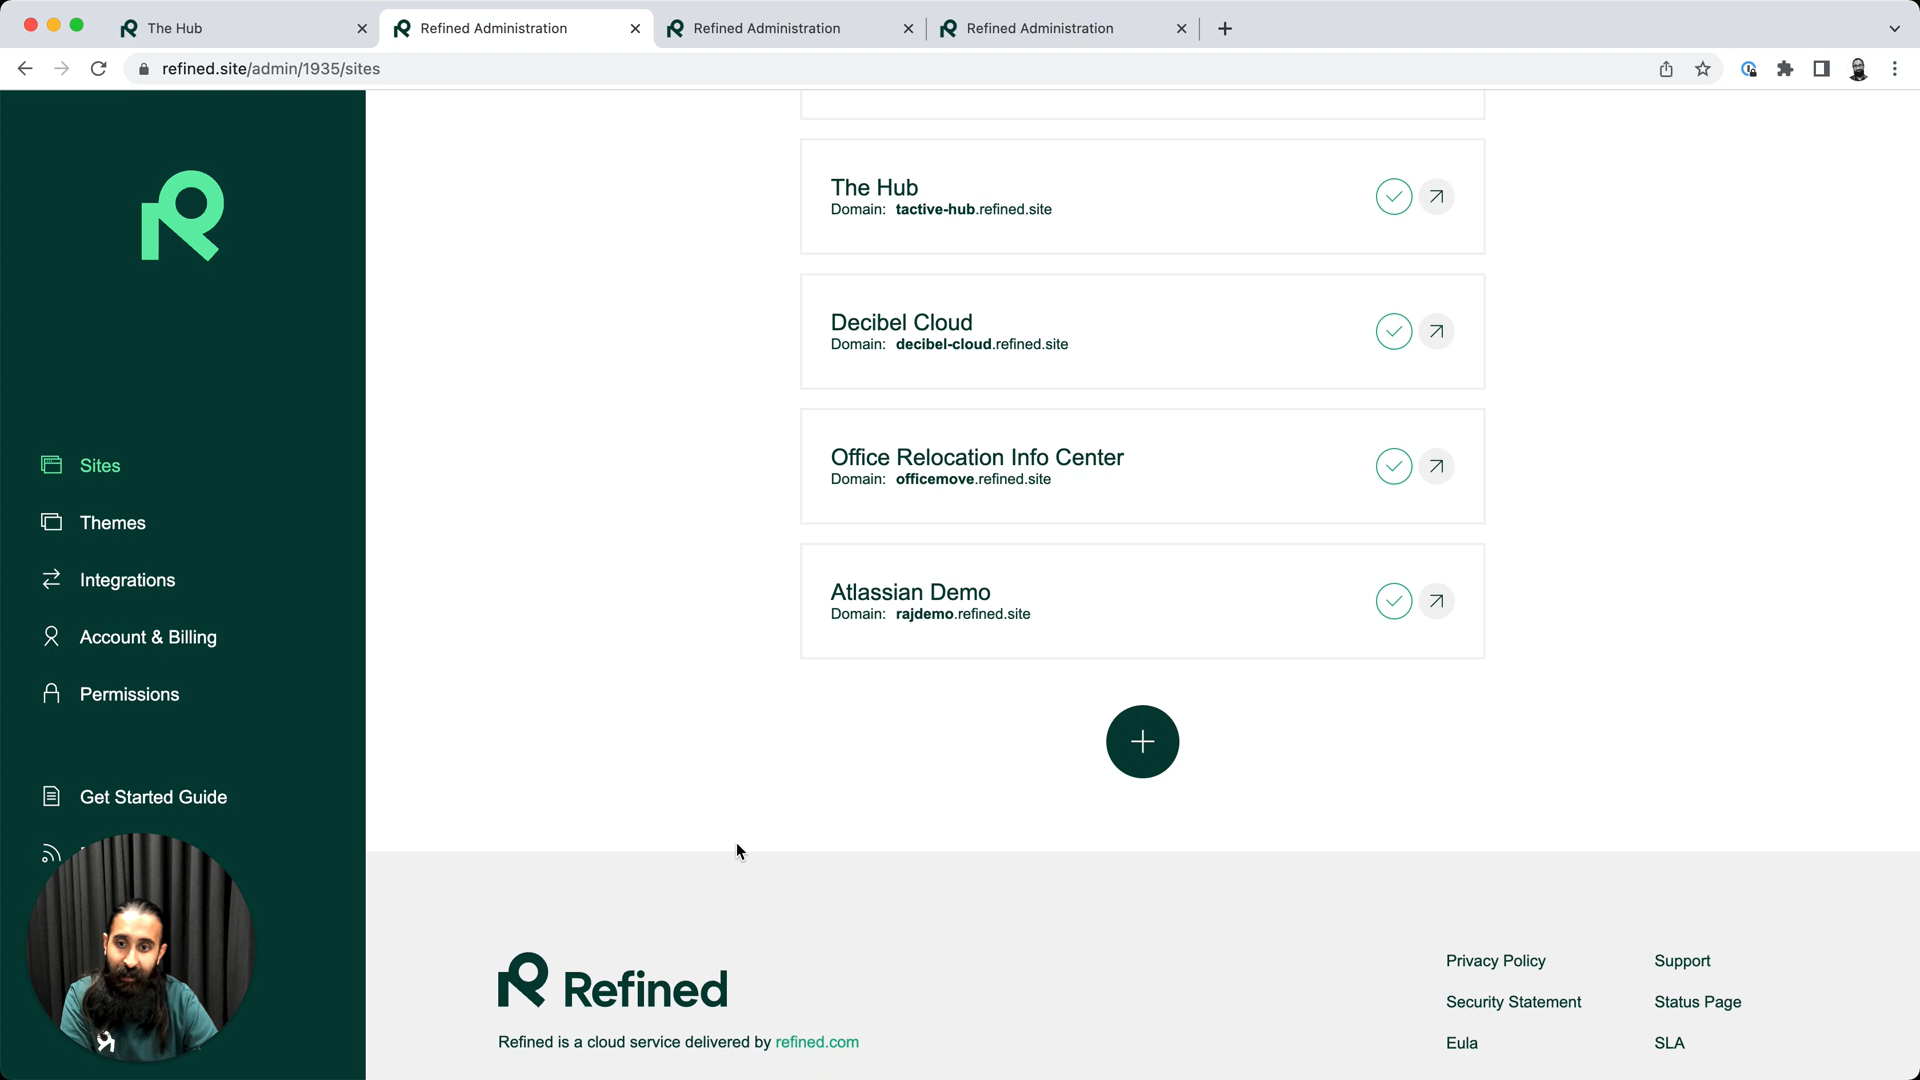 The Hub
Refined Administration
Refined Administration
Refined Administration
refined.site/admin/1935/sites
The Hub
Domain: tactive-hub.refined.site
Decibel Cloud
Domain: decibel-cloud.refined.site
Office Relocation Info Center
Domain: officemove.refined.site
Atlassian Demo
Domain: rajdemo.refined.site
Sites
Themes
Integrations
Account & Billing
Permissions
Get Started Guide
Refined
Refined is a cloud service delivered by refined.com
Privacy Policy
Support
Security Statement
Status Page
Eula
SLA